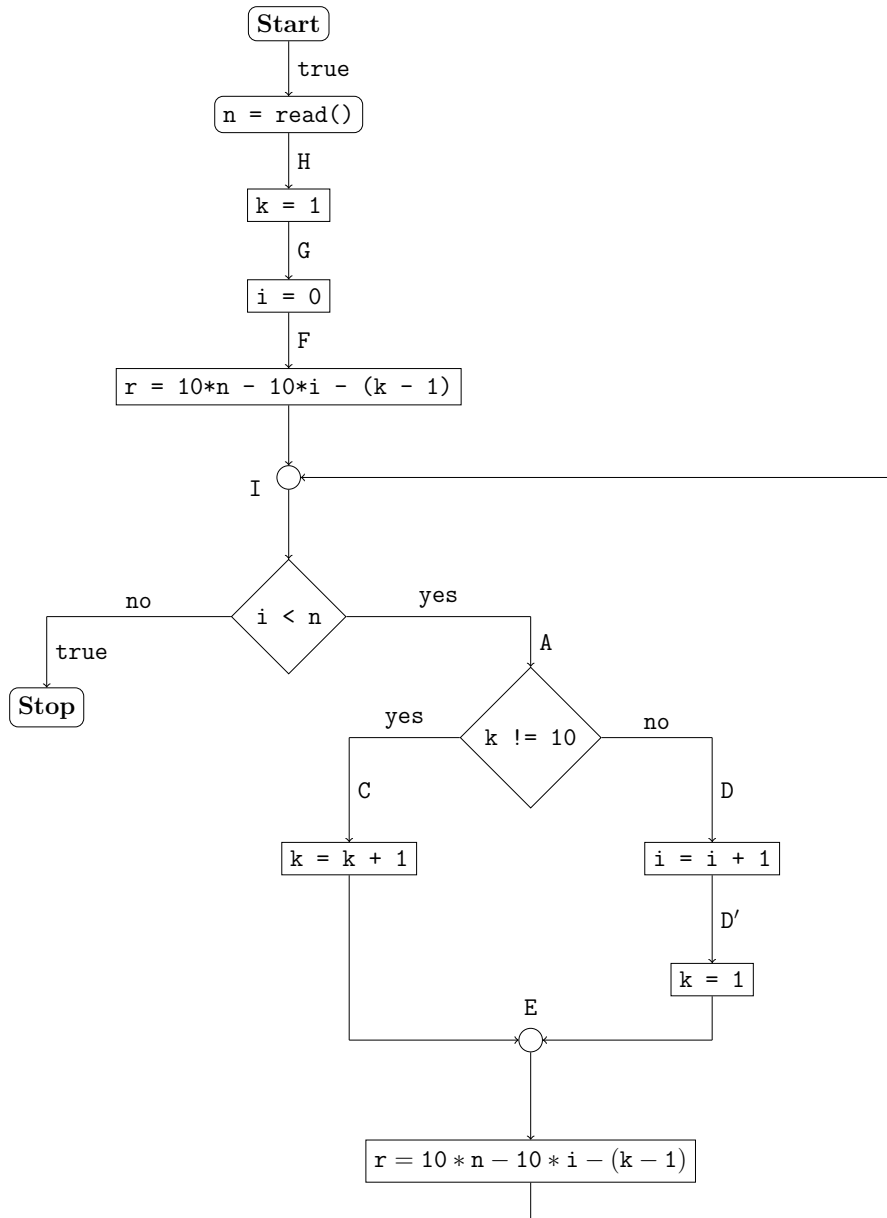 Start
true
n = read()
H
k = 1
G
i = 0
F
r = 10*n - 10*i - (k - 1)
I
i < n
no
yes
true
A
Stop
k != 10
yes
no
C
D
k = k + 1
i = i + 1
D′
k = 1
E
r = 10 * n − 10 * i − (k − 1)